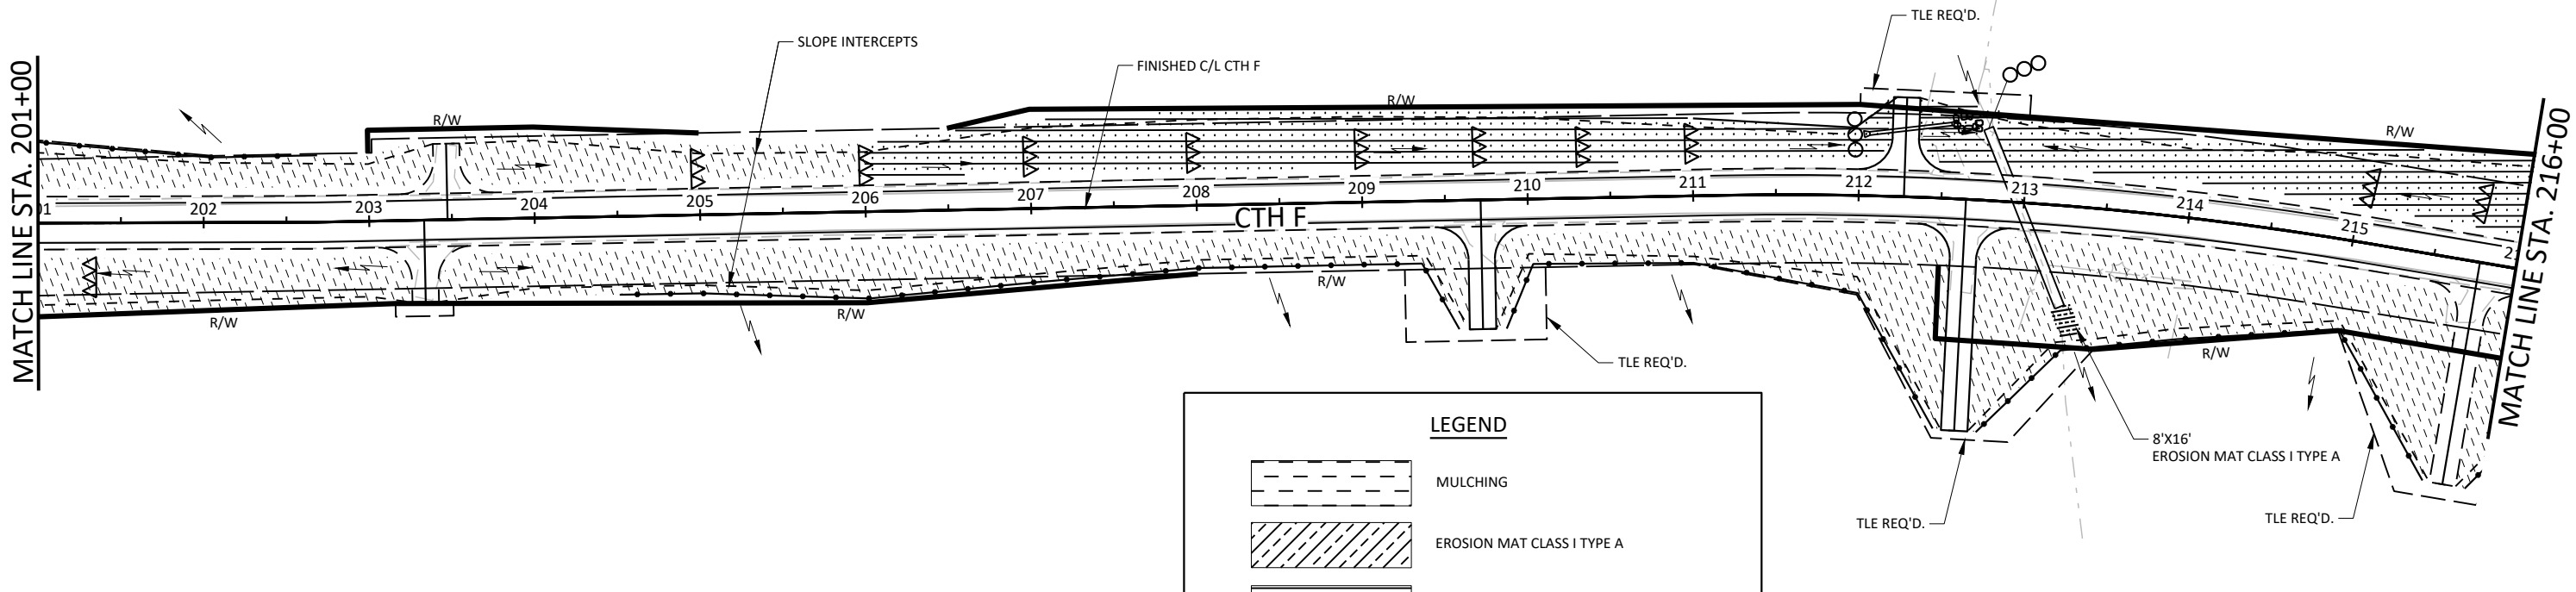 TLE REQ'D.
SLOPE INTERCEPTS
FINISHED C/L CTH F
MATCH LINE STA. 201+00
R/W
R/W
R/W
MATCH LINE STA. 216+00
01
202
203
204
205
206
207
208
209
210
211
212
213
214
215
21
CTH F
R/W
R/W
R/W
R/W
TLE REQ'D.
8'X16'
EROSION MAT CLASS I TYPE A
TLE REQ'D.
TLE REQ'D.
LEGEND
MULCHING
EROSION MAT CLASS I TYPE A